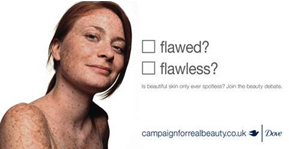 flawed?
flawless?
Is beautiful skin only ever spotless? Join the beauty debate.
campaignforrealbeauty.co.uk Dove